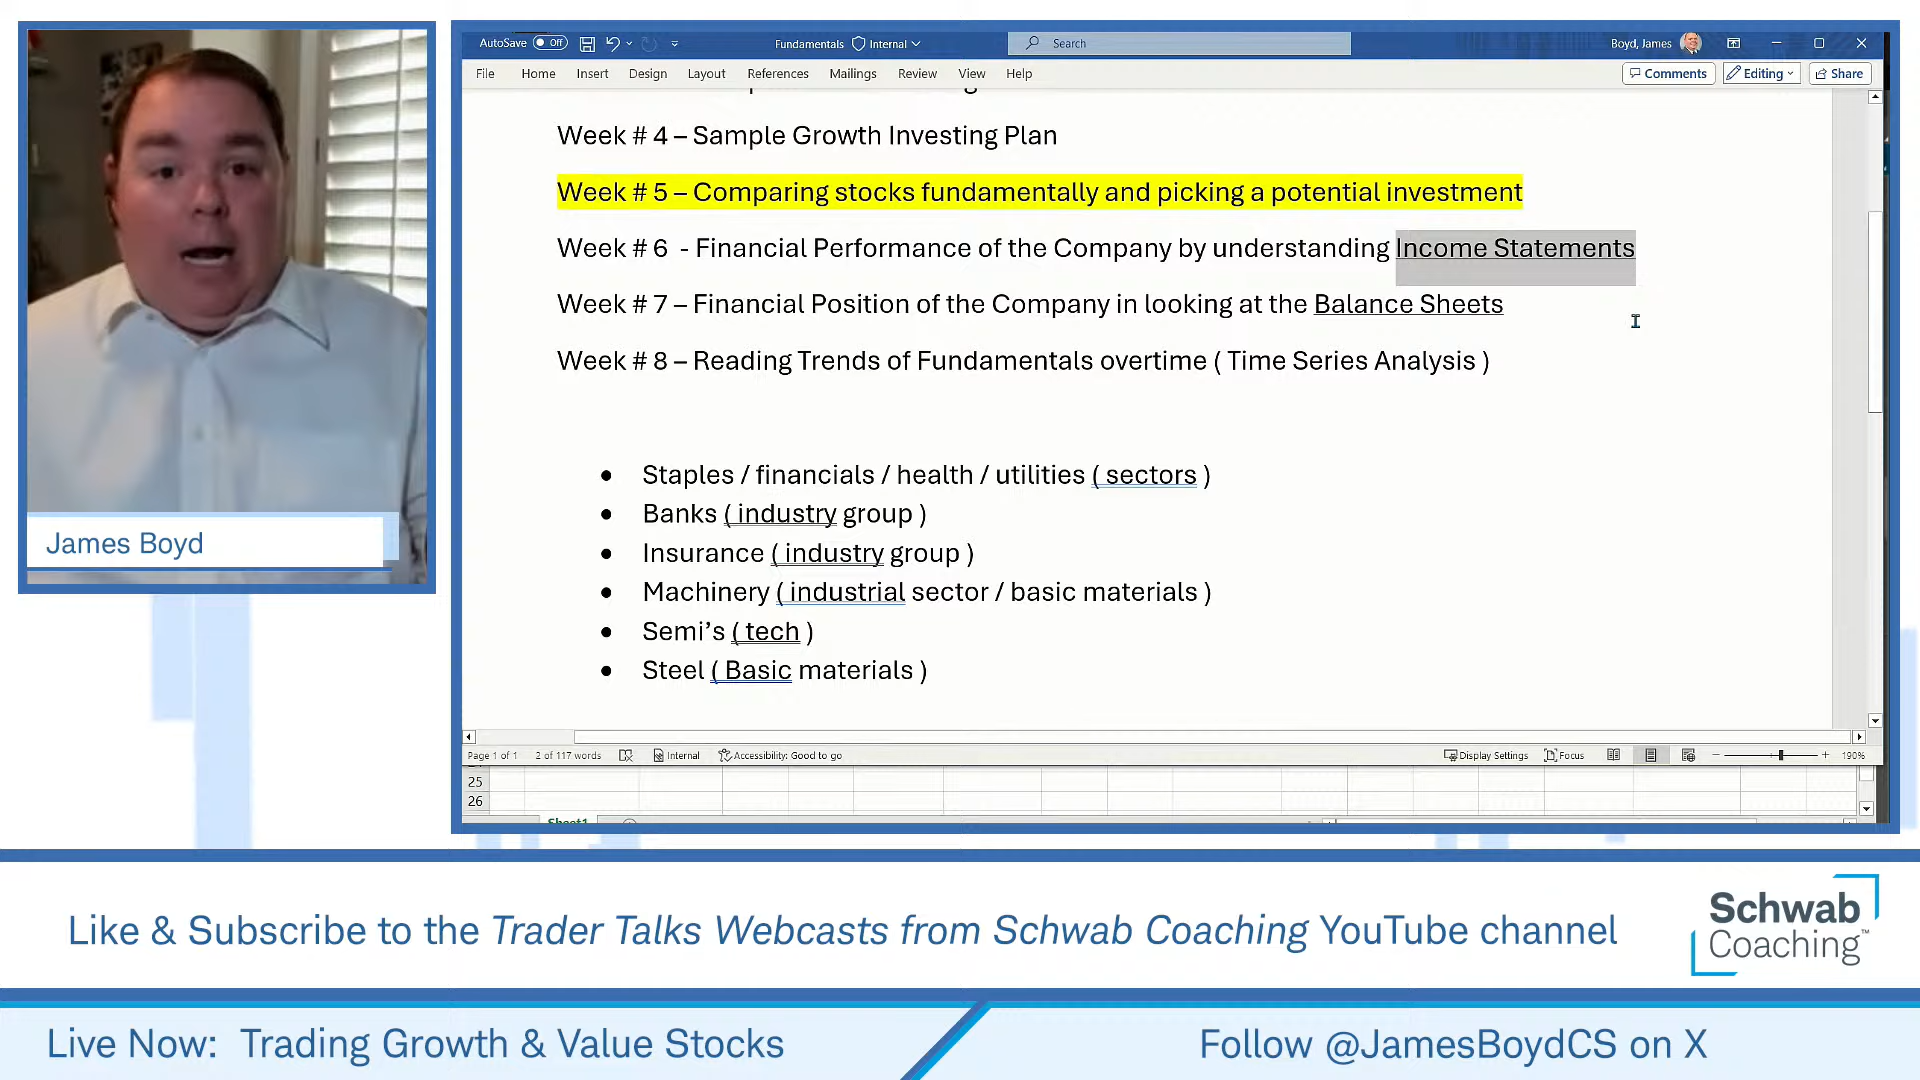 AutoSave Off
Fundamentals Internal
Search
Boyd, James
File Home Insert Design Layout References Mailings Review View Help
Comments Editing Share
Week # 4 – Sample Growth Investing Plan
Week # 5 – Comparing stocks fundamentally and picking a potential investment
Week # 6 - Financial Performance of the Company by understanding Income Statements
Week # 7 – Financial Position of the Company in looking at the Balance Sheets
Week # 8 – Reading Trends of Fundamentals overtime ( Time Series Analysis )
• Staples / financials / health / utilities ( sectors )
• Banks ( industry group )
• Insurance ( industry group )
• Machinery ( industrial sector / basic materials )
• Semi’s ( tech )
• Steel ( Basic materials )
Page 1 of 1 2 of 117 words Internal Accessibility: Good to go Display Settings Focus 190%
25
26
Sheet1
James Boyd
Like & Subscribe to the Trader Talks Webcasts from Schwab Coaching YouTube channel
Schwab
Coaching™
Live Now: Trading Growth & Value Stocks
Follow @JamesBoydCS on X